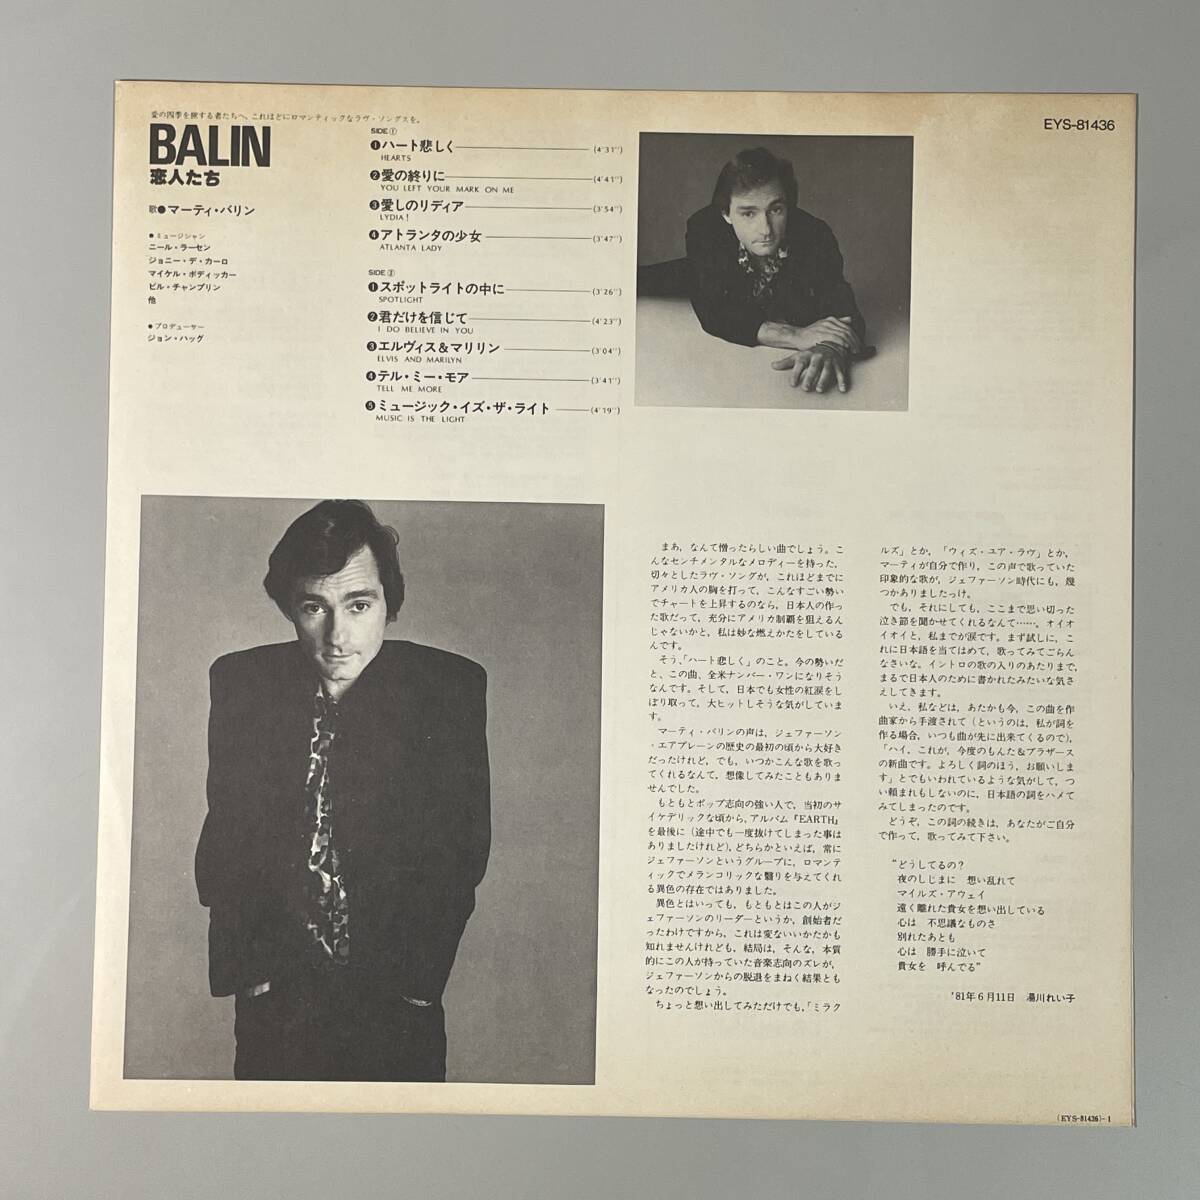 愛の四季を旅する者たちへ、これほどにロマンティックなラヴ・ソングスを。
BALIN
恋人たち
歌●マーティ・バリン
●ミュージシャン
ニール・ラーセン
ジョニー・デ・カーロ
マイケル・ボディッカー
ビル・チャンプリン
他
●プロデューサー
ジョン・ハッグ
SIDE①
❶ハート悲しく (4'31")
HEARTS
❷愛の終りに (4'41")
YOU LEFT YOUR MARK ON ME
❸愛しのリディア (3'54")
LYDIA!
❹アトランタの少女 (3'47")
ATLANTA LADY
SIDE②
❶スポットライトの中に (3'26")
SPOTLIGHT
❷君だけを信じて (4'23")
I DO BELIEVE IN YOU
❸エルヴィス&マリリン (3'04")
ELVIS AND MARILYN
❹テル・ミー・モア (3'41")
TELL ME MORE
❺ミュージック・イズ・ザ・ライト (4'19")
MUSIC IS THE LIGHT
EYS-81436
まあ，なんて憎ったらしい曲でしょう。こ
んなセンチメンタルなメロディーを持った，
切々としたラヴ・ソングが，これほどまでに
アメリカ人の胸を打って，こんなすごい勢い
でチャートを上昇するのなら，日本人の作っ
た歌だって，充分にアメリカ制覇を狙えるん
じゃないかと，私は妙な燃えかたをしている
んです。
そう，「ハート悲しく」のこと。今の勢いだ
と，この曲，全米ナンバー・ワンになりそう
なんです。そして，日本でも女性の紅涙をし
ぼり取って，大ヒットしそうな気がしていま
す。
マーティ・バリンの声は，ジェファーソン
・エアプレーンの歴史の最初の頃から大好き
だったけれど，でも，いつかこんな歌を歌っ
てくれるなんて，想像してみたこともありま
せんでした。
もともとポップ志向の強い人で，当初のサ
イケデリックな頃から，アルバム『EARTH』
を最後に（途中でも一度抜けてしまった事は
ありましたけれど），どちらかといえば，常に
ジェファーソンというグループに，ロマンテ
ィックでメランコリックな翳りを与えてくれ
る異色の存在ではありました。
異色とはいっても，もともとはこの人がジ
ェファーソンのリーダーというか，創始者だ
ったわけですから，これは変ないいかたかも
知れませんけれども，結局は，そんな，本質
的にこの人が持っていた音楽志向のズレが，
ジェファーソンからの脱退をまねく結果とも
なったのでしょう。
ちょっと想い出してみただけでも，「ミラク
ルズ」とか，「ウィズ・ユア・ラヴ」とか，
マーティが自分で作り，この声で歌っていた
印象的な歌が，ジェファーソン時代にも，幾
つかありましたっけ。
でも，それにしても，ここまで思い切った
泣き節を聞かせてくれるなんて……。オイオ
イオイと，私までが涙です。まず試しに，こ
れに日本語を当てはめて，歌ってみてごらん
なさいな。イントロの歌の入りのあたりまで，
まるで日本人のために書かれたみたいな気さ
えしてきます。
いえ，私などは，あたかも今，この曲を作
曲家から手渡されて（というのは，私が詞を
作る場合，いつも曲が先に出来てくるので），
「ハイ，これが，今度のもんた&ブラザース
の新曲です。よろしく詞のほう，お願いしま
す」とでもいわれているような気がして，つ
い頼まれもしないのに，日本語の詞をハメて
みてしまったのです。
どうぞ，この詞の続きは，あなたがご自分
で作って，歌ってみて下さい。
“どうしてるの？
夜のしじまに　想い乱れて
マイルズ・アウェイ
遠く離れた貴女を想い出している
心は　不思議なものさ
別れたあとも
心は　勝手に泣いて
貴女を　呼んでる”
'81年6月11日　湯川れい子
(EYS-81436)-1